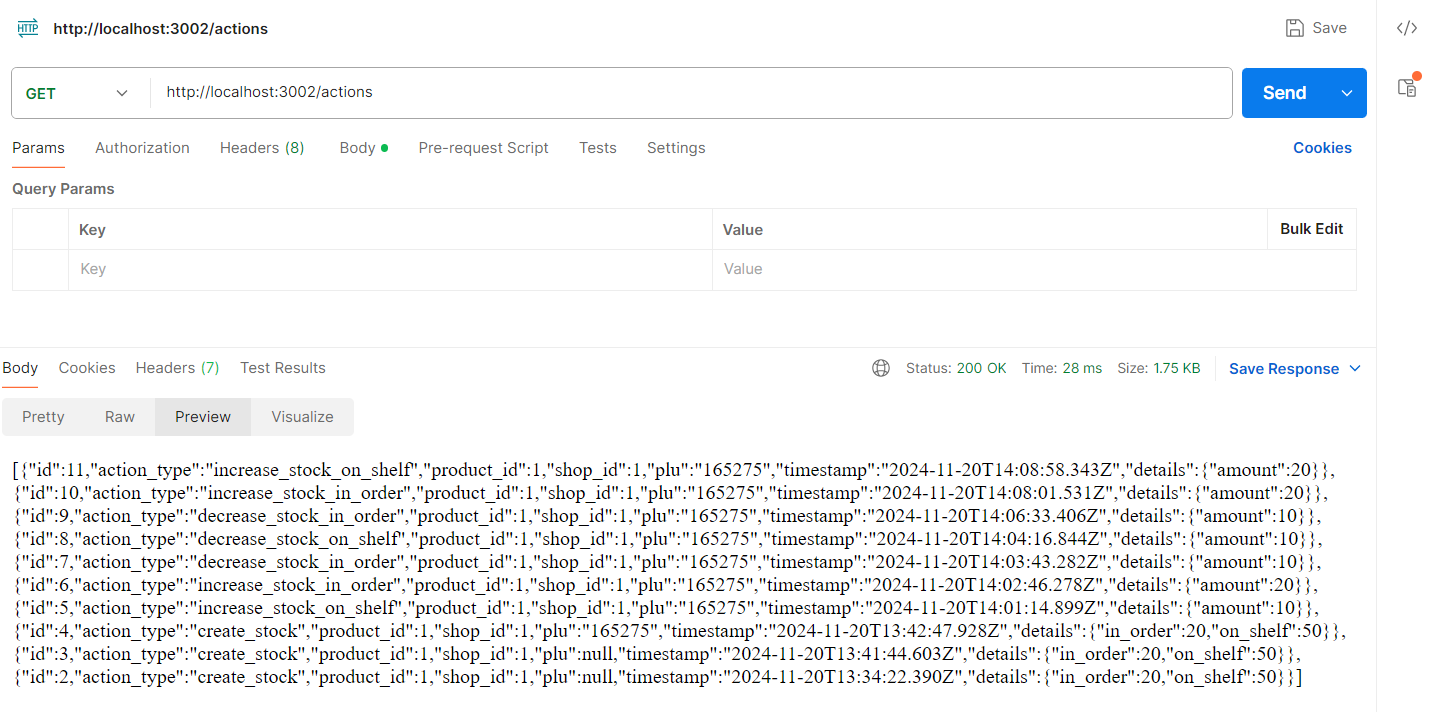 HTTP http://localhost:3002/actions Save </>
GET http://localhost:3002/actions Send
Params Authorization Headers (8) Body Pre-request Script Tests Settings Cookies
Query Params
Key Value Bulk Edit
Key Value
Body Cookies Headers (7) Test Results Status: 200 OK Time: 28 ms Size: 1.75 KB Save Response
Pretty Raw Preview Visualize
[{"id":11,"action_type":"increase_stock_on_shelf","product_id":1,"shop_id":1,"plu":"165275","timestamp":"2024-11-20T14:08:58.343Z","details":{"amount":20}},
{"id":10,"action_type":"increase_stock_in_order","product_id":1,"shop_id":1,"plu":"165275","timestamp":"2024-11-20T14:08:01.531Z","details":{"amount":20}},
{"id":9,"action_type":"decrease_stock_in_order","product_id":1,"shop_id":1,"plu":"165275","timestamp":"2024-11-20T14:06:33.406Z","details":{"amount":10}},
{"id":8,"action_type":"decrease_stock_on_shelf","product_id":1,"shop_id":1,"plu":"165275","timestamp":"2024-11-20T14:04:16.844Z","details":{"amount":10}},
{"id":7,"action_type":"decrease_stock_in_order","product_id":1,"shop_id":1,"plu":"165275","timestamp":"2024-11-20T14:03:43.282Z","details":{"amount":10}},
{"id":6,"action_type":"increase_stock_in_order","product_id":1,"shop_id":1,"plu":"165275","timestamp":"2024-11-20T14:02:46.278Z","details":{"amount":20}},
{"id":5,"action_type":"increase_stock_on_shelf","product_id":1,"shop_id":1,"plu":"165275","timestamp":"2024-11-20T14:01:14.899Z","details":{"amount":10}},
{"id":4,"action_type":"create_stock","product_id":1,"shop_id":1,"plu":"165275","timestamp":"2024-11-20T13:42:47.928Z","details":{"in_order":20,"on_shelf":50}},
{"id":3,"action_type":"create_stock","product_id":1,"shop_id":1,"plu":null,"timestamp":"2024-11-20T13:41:44.603Z","details":{"in_order":20,"on_shelf":50}},
{"id":2,"action_type":"create_stock","product_id":1,"shop_id":1,"plu":null,"timestamp":"2024-11-20T13:34:22.390Z","details":{"in_order":20,"on_shelf":50}}]